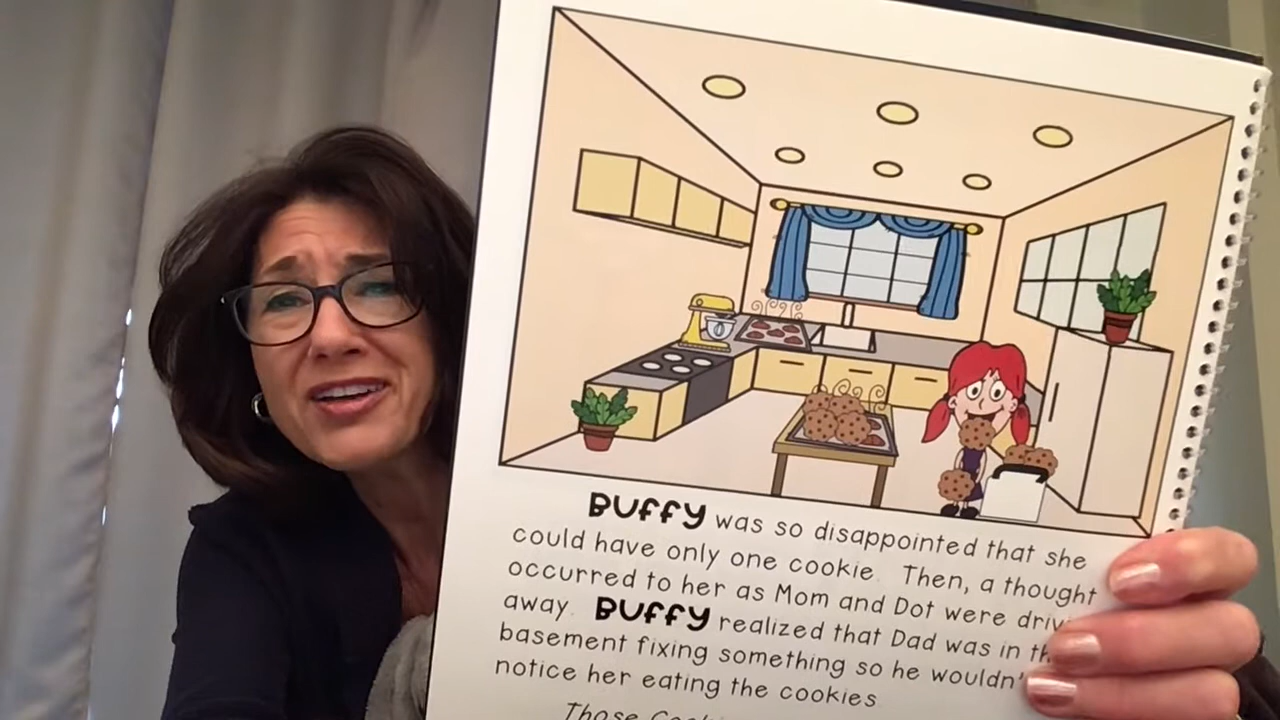 BUFFY was so disappointed that she
could have only one cookie. Then, a thought
occurred to her as Mom and Dot were
away. BUFFY realized that Dad was in
basement fixing something so he wouldn'
notice her eating the cookies
Those